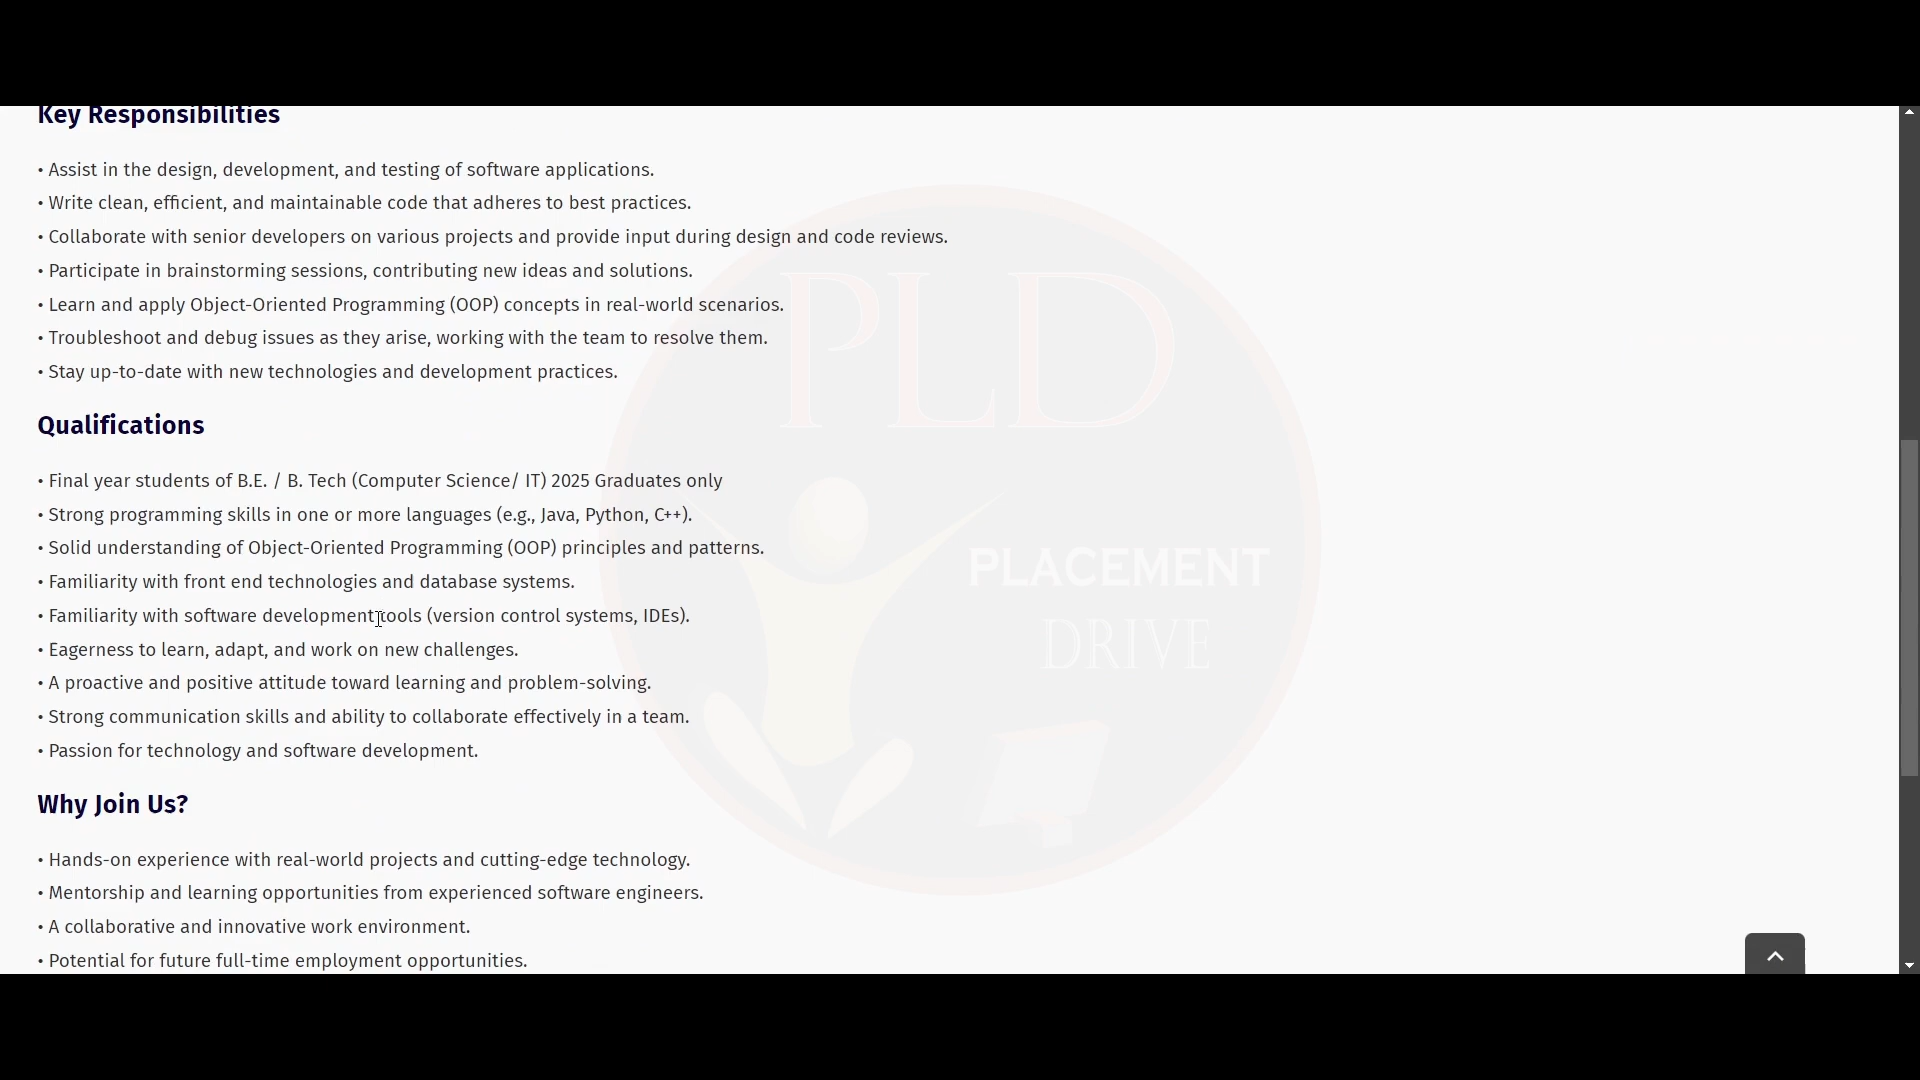 Key Responsibilities
• Assist in the design, development, and testing of software applications.
• Write clean, efficient, and maintainable code that adheres to best practices.
• Collaborate with senior developers on various projects and provide input during design and code reviews.
• Participate in brainstorming sessions, contributing new ideas and solutions.
• Learn and apply Object-Oriented Programming (OOP) concepts in real-world scenarios.
• Troubleshoot and debug issues as they arise, working with the team to resolve them.
• Stay up-to-date with new technologies and development practices.
Qualifications
• Final year students of B.E. / B. Tech (Computer Science/ IT) 2025 Graduates only
• Strong programming skills in one or more languages (e.g., Java, Python, C++).
• Solid understanding of Object-Oriented Programming (OOP) principles and patterns.
• Familiarity with front end technologies and database systems.
• Familiarity with software development tools (version control systems, IDEs).
• Eagerness to learn, adapt, and work on new challenges.
• A proactive and positive attitude toward learning and problem-solving.
• Strong communication skills and ability to collaborate effectively in a team.
• Passion for technology and software development.
Why Join Us?
• Hands-on experience with real-world projects and cutting-edge technology.
• Mentorship and learning opportunities from experienced software engineers.
• A collaborative and innovative work environment.
• Potential for future full-time employment opportunities.
PLD
PLACEMENT
DRIVE